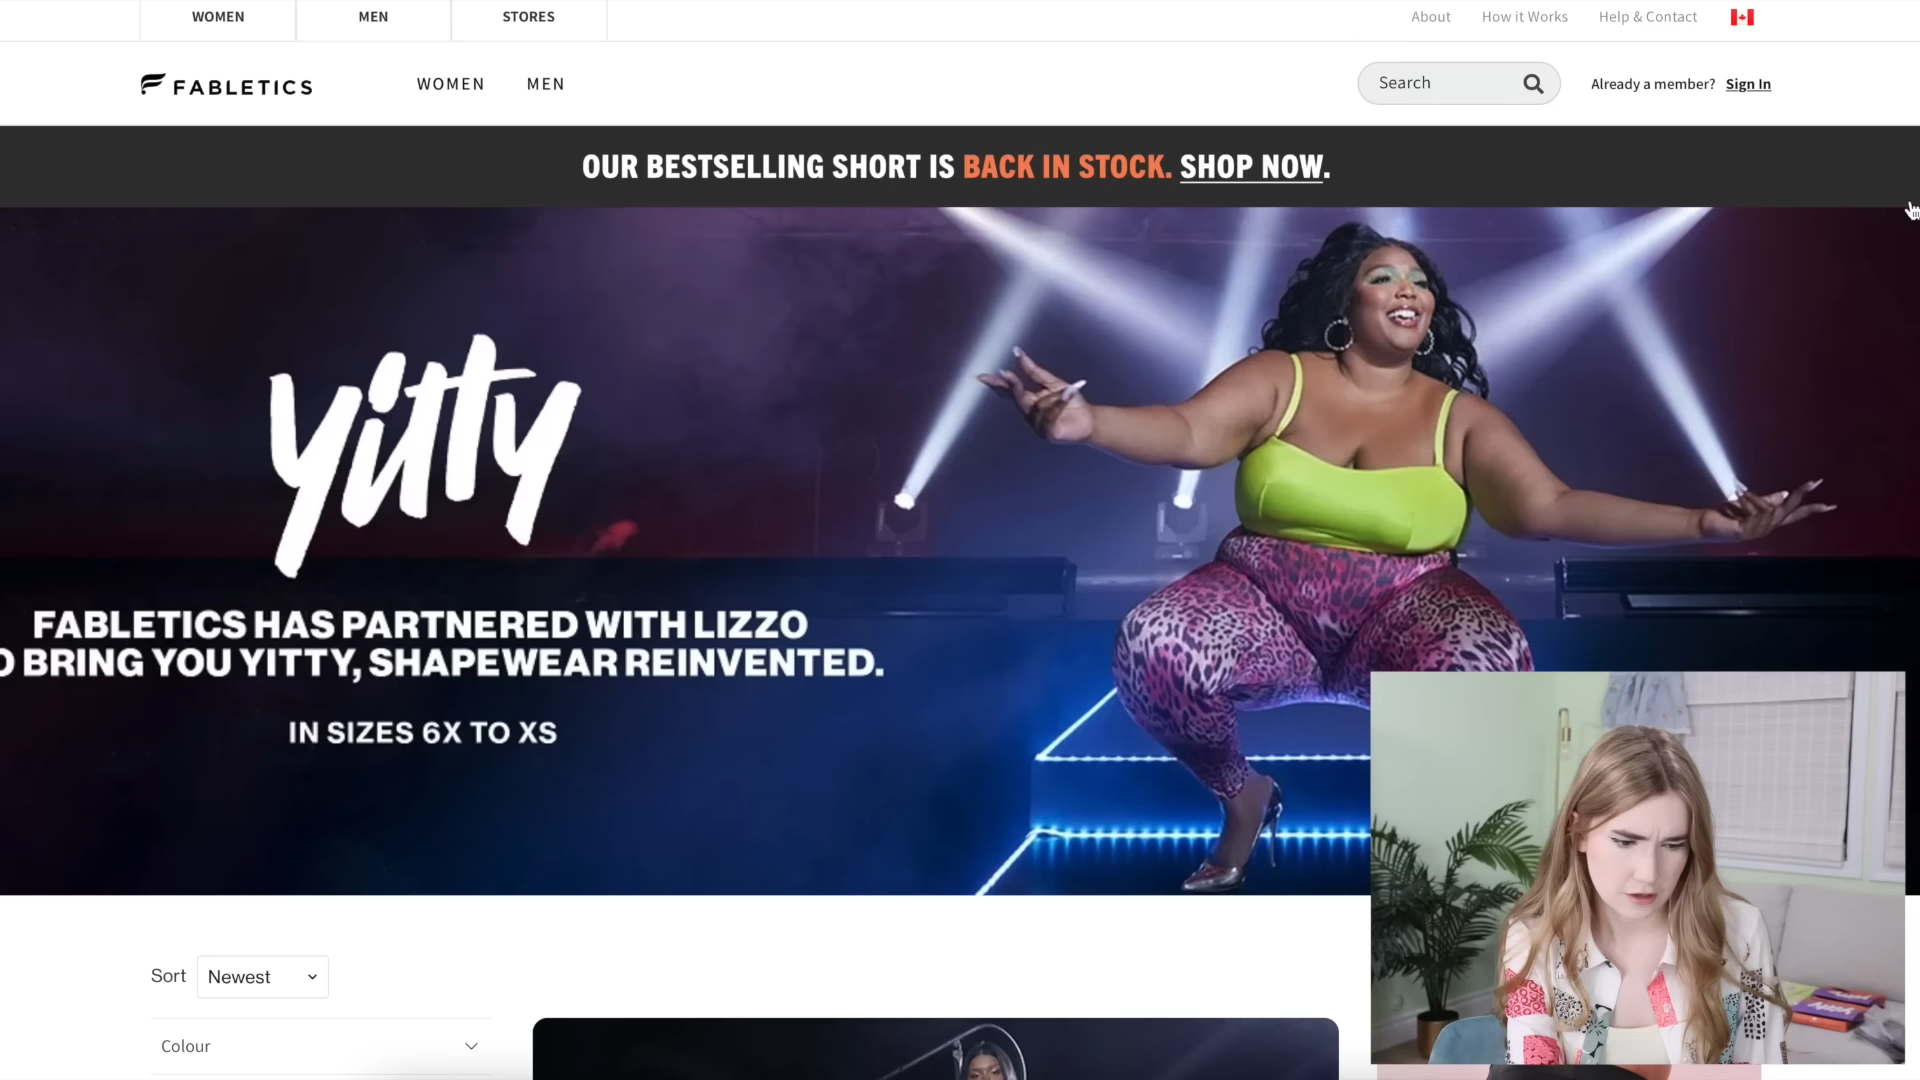 WOMEN
MEN
STORES
About
How it Works
Help & Contact
FABLETICS
WOMEN
MEN
Search
Already a member? Sign In
OUR BESTSELLING SHORT IS BACK IN STOCK. SHOP NOW.
yitty
FABLETICS HAS PARTNERED WITH LIZZO
O BRING YOU YITTY, SHAPEWEAR REINVENTED.
IN SIZES 6X TO XS
Sort
Newest
Colour